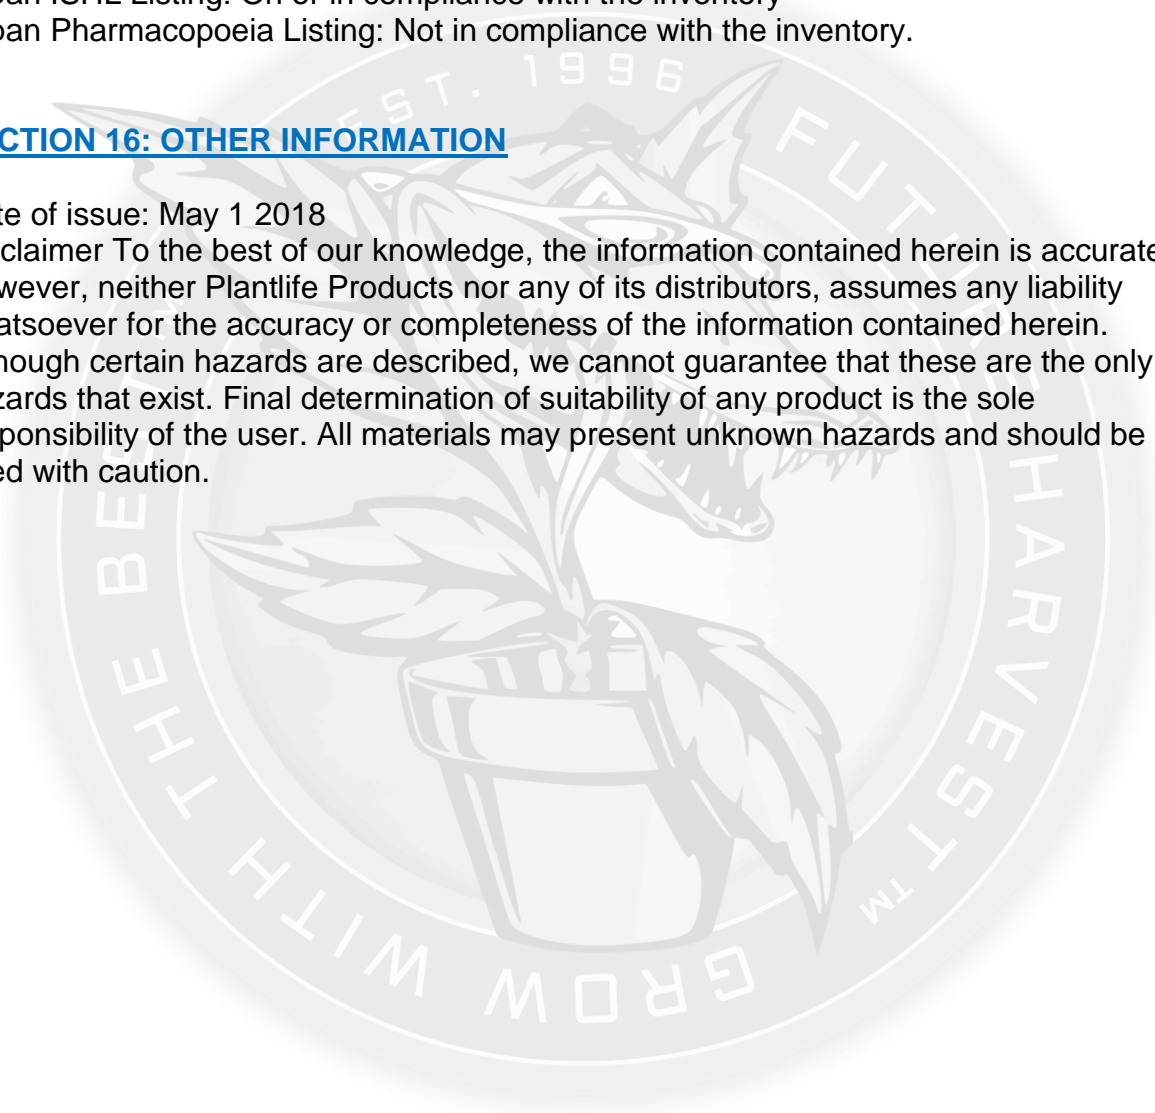 an ISHL Listing: On or in compliance with the inventory
pan Pharmacopoeia Listing: Not in compliance with the inventory.
EST. 1996
FUTURE HARVEST™
CTION 16: OTHER INFORMATION
te of issue: May 1 2018
claimer To the best of our knowledge, the information contained herein is accurate
wever, neither Plantlife Products nor any of its distributors, assumes any liability
atsoever for the accuracy or completeness of the information contained herein.
hough certain hazards are described, we cannot guarantee that these are the only
zards that exist. Final determination of suitability of any product is the sole
ponsibility of the user. All materials may present unknown hazards and should be
ed with caution.
GROW WITH THE BEST